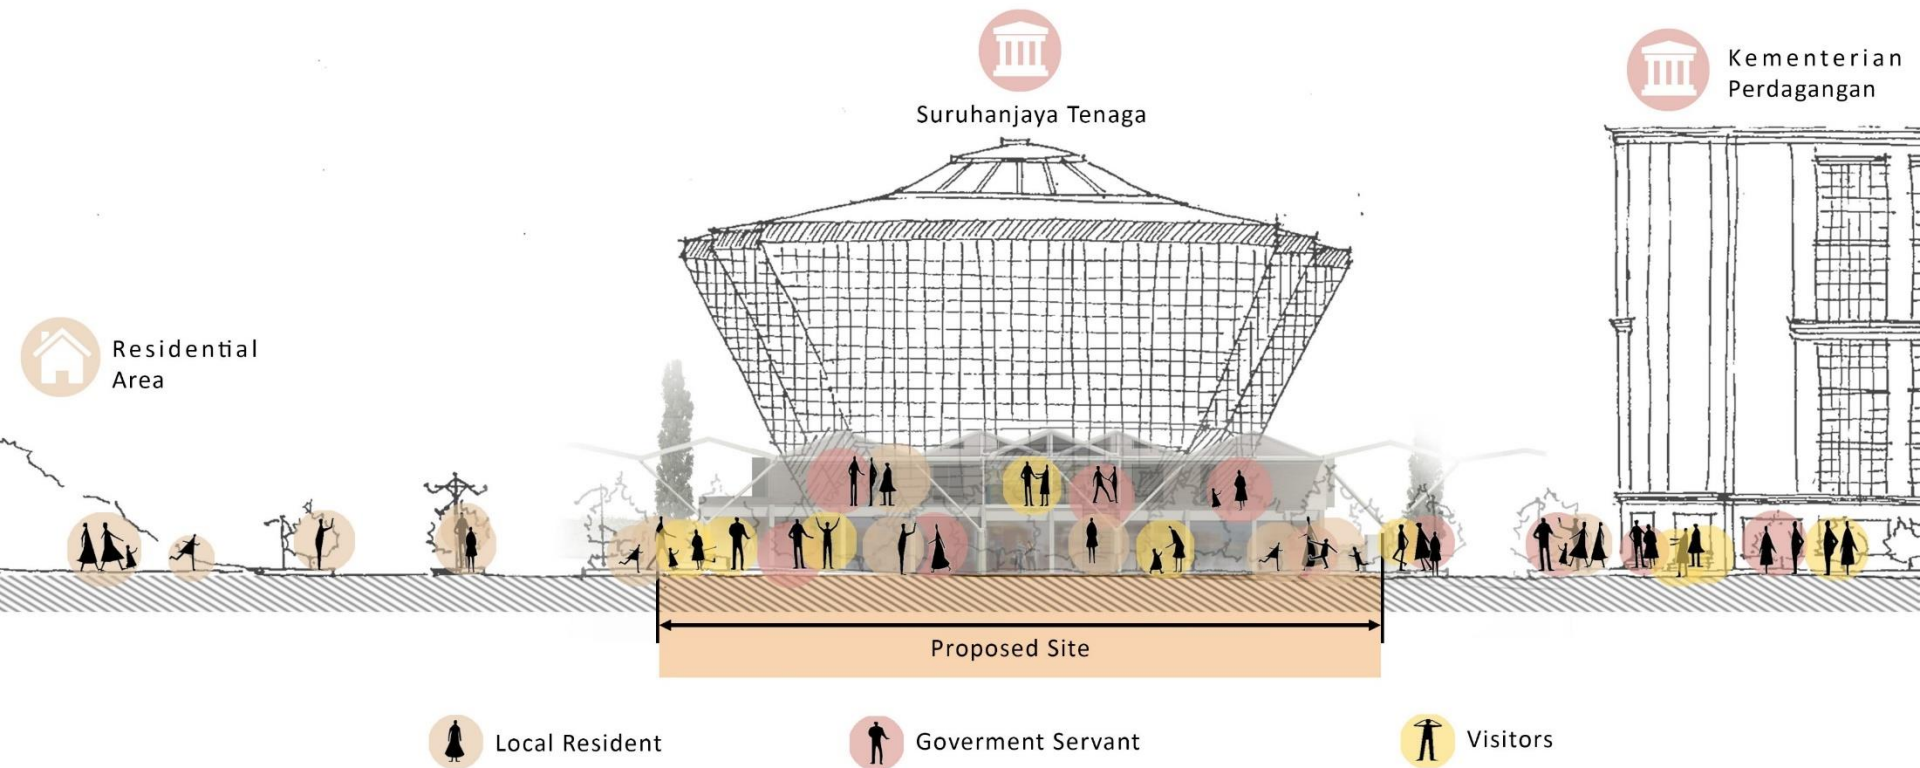 Suruhanjaya Tenaga
Kementerian
Perdagangan
Residential
Area
Proposed Site
Local Resident
Goverment Servant
Visitors